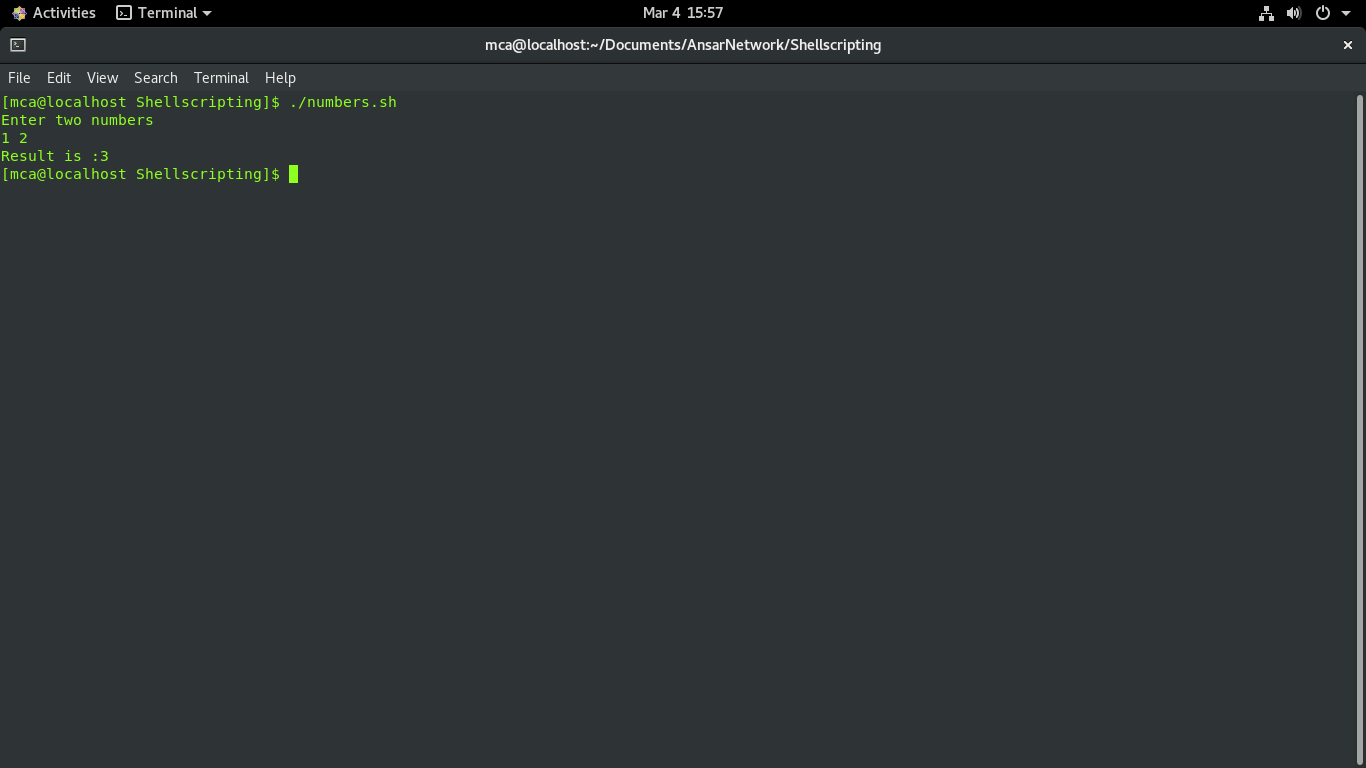 Activities Terminal Mar 4 15:57
mca@localhost:~/Documents/AnsarNetwork/Shellscripting
File Edit View Search Terminal Help
[mca@localhost Shellscripting]$ ./numbers.sh
Enter two numbers
1 2
Result is :3
[mca@localhost Shellscripting]$